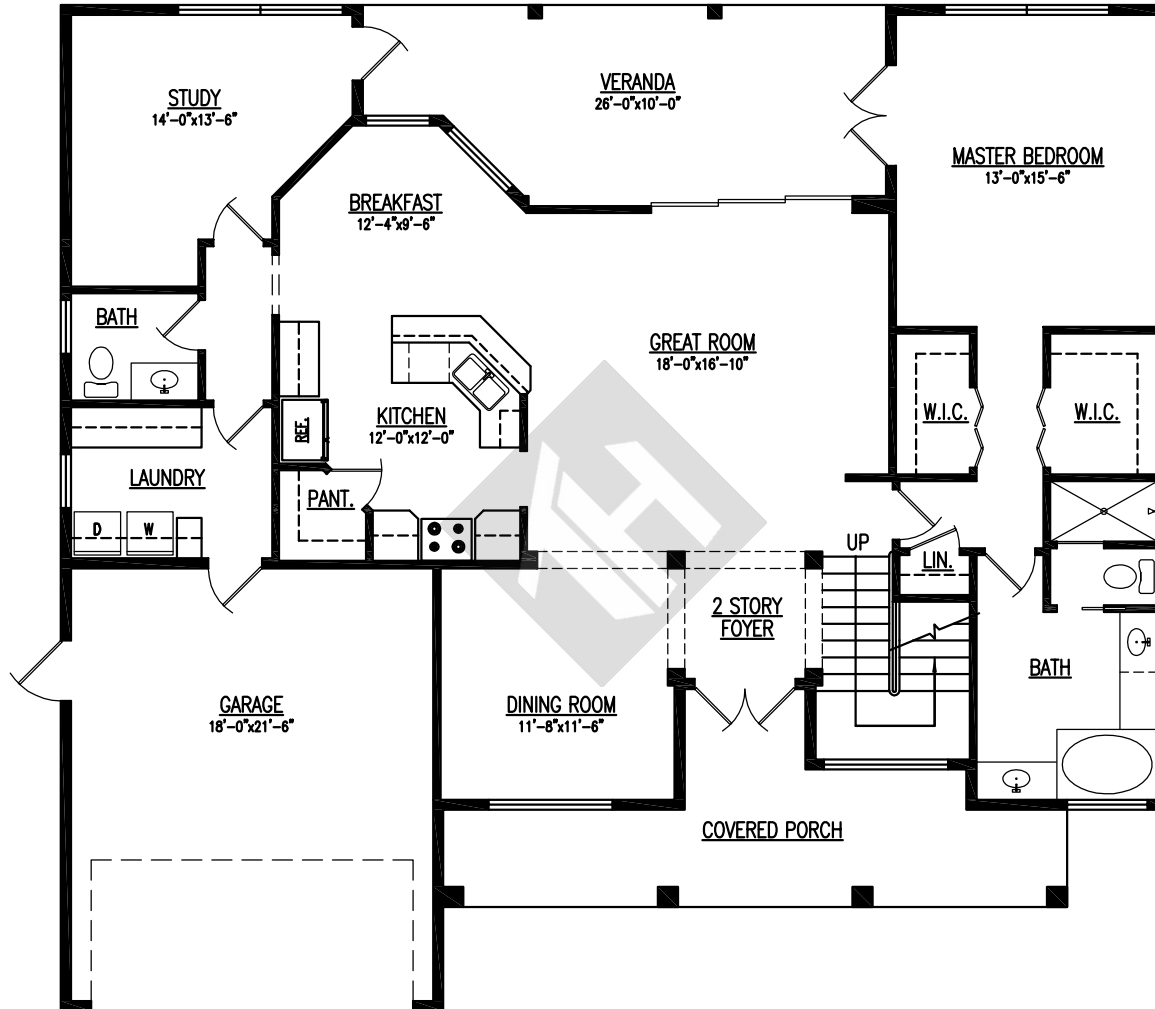 STUDY
14'-0"x13'-6"
VERANDA
26'-0"x10'-0"
MASTER BEDROOM
13'-0"x15'-6"
BREAKFAST
12'-4"x9'-6"
BATH
GREAT ROOM
18'-0"x16'-10"
KITCHEN
12'-0"x12'-0"
REF.
W.I.C.
W.I.C.
LAUNDRY
PANT.
D
W
UP
LIN.
2 STORY
FOYER
BATH
GARAGE
18'-0"x21'-6"
DINING ROOM
11'-8"x11'-6"
COVERED PORCH